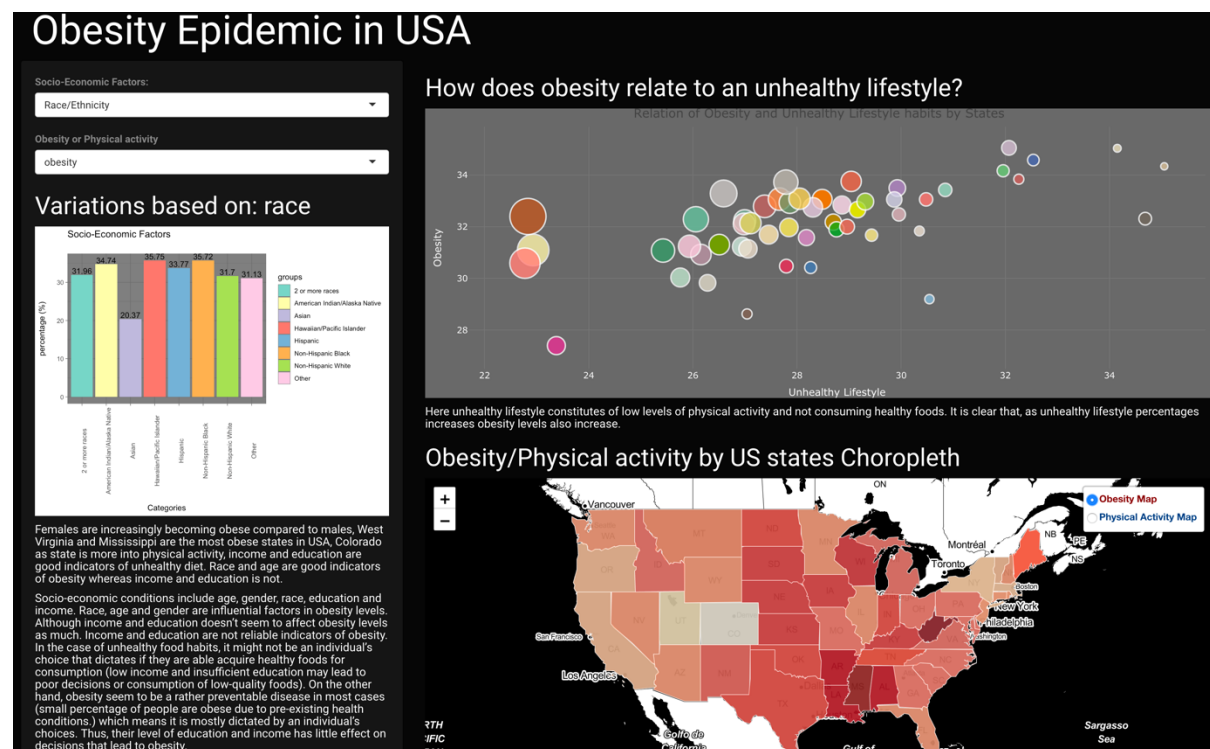 Obesity Epidemic in USA
Socio-Economic Factors:
Race/Ethnicity
Obesity or Physical activity
obesity
Variations based on: race
Socio-Economic Factors
percentage (%)
30
20
10
0
31.96
34.74
20.37
35.75
33.77
35.72
31.7
31.13
groups
2 or more races
American Indian/Alaska Native
Asian
Hawaiian/Pacific Islander
Hispanic
Non-Hispanic Black
Non-Hispanic White
Other
2 or more races
American Indian/Alaska Native
Asian
Hawaiian/Pacific Islander
Hispanic
Non-Hispanic Black
Non-Hispanic White
Other
Categories
Females are increasingly becoming obese compared to males, West
Virginia and Mississippi are the most obese states in USA, Colorado
as state is more into physical activity, income and education are
good indicators of unhealthy diet. Race and age are good indicators
of obesity whereas income and education is not.
Socio-economic conditions include age, gender, race, education and
income. Race, age and gender are influential factors in obesity levels.
Although income and education doesn't seem to affect obesity levels
as much. Income and education are not reliable indicators of obesity.
In the case of unhealthy food habits, it might not be an individual's
choice that dictates if they are able acquire healthy foods for
consumption (low income and insufficient education may lead to
poor decisions or consumption of low-quality foods). On the other
hand, obesity seem to be a rather preventable disease in most cases
(small percentage of people are obese due to pre-existing health
conditions.) which means it is mostly dictated by an individual's
choices. Thus, their level of education and income has little effect on
decisions that lead to obesity.
How does obesity relate to an unhealthy lifestyle?
Relation of Obesity and Unhealthy Lifestyle habits by States
Obesity
34
32
30
28
22
24
26
28
30
32
34
Unhealthy Lifestyle
Here unhealthy lifestyle constitutes of low levels of physical activity and not consuming healthy foods. It is clear that, as unhealthy lifestyle percentages
increases obesity levels also increase.
Obesity/Physical activity by US states Choropleth
+
−
Obesity Map
Physical Activity Map
ON
Vancouver
Montréal
NB
PE
NS
Toronto
WA
MT
ND
MN
OR
ID
SD
WI
WY
NY
Boston
New York
NE
IA
PA
Philadelphia
NV
UT
CO
IL
IN
OH
Washington
San Francisco
KS
MO
KY
VA
CA
Los Angeles
AZ
NM
OK
AR
TN
NC
MS
AL
GA
TX
LA
RTH
IFIC
Golfo de
California
Gulf of
Sargasso
Sea